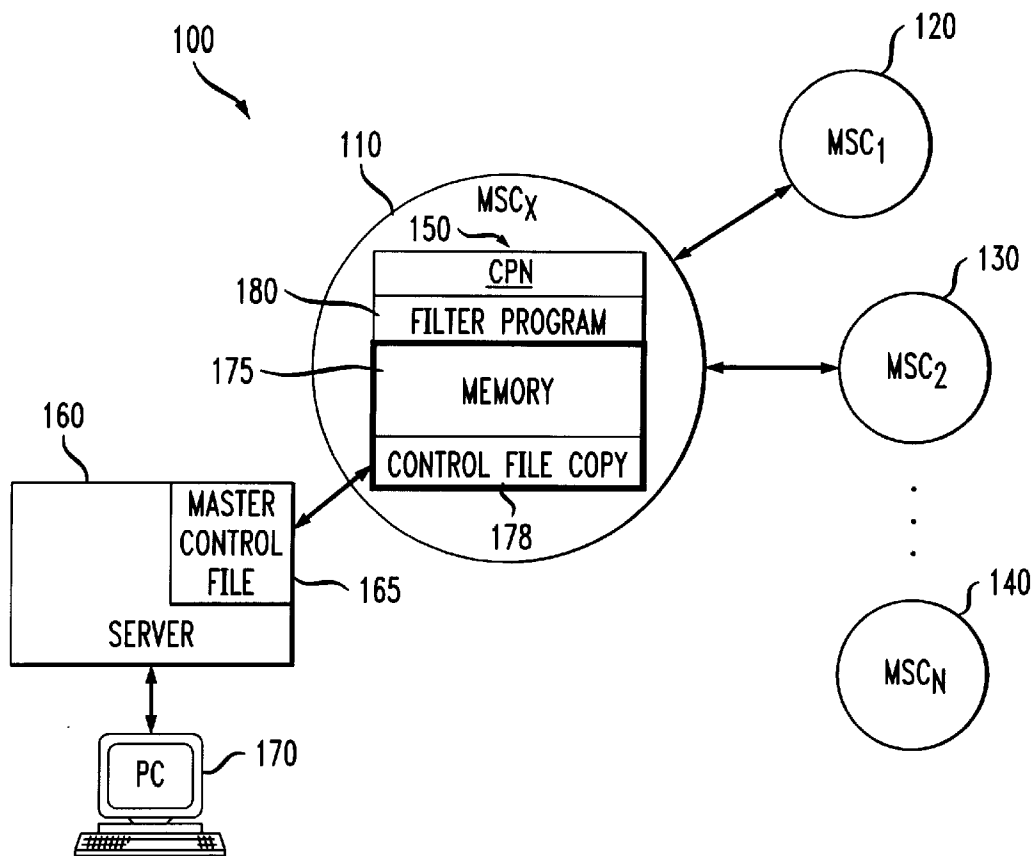 100
120
MSC1
110
MSCX
150
CPN
180
FILTER PROGRAM
130
MSC2
175
MEMORY
CONTROL FILE COPY
178
160
MASTER
CONTROL
FILE
165
SERVER
140
MSCN
PC
170